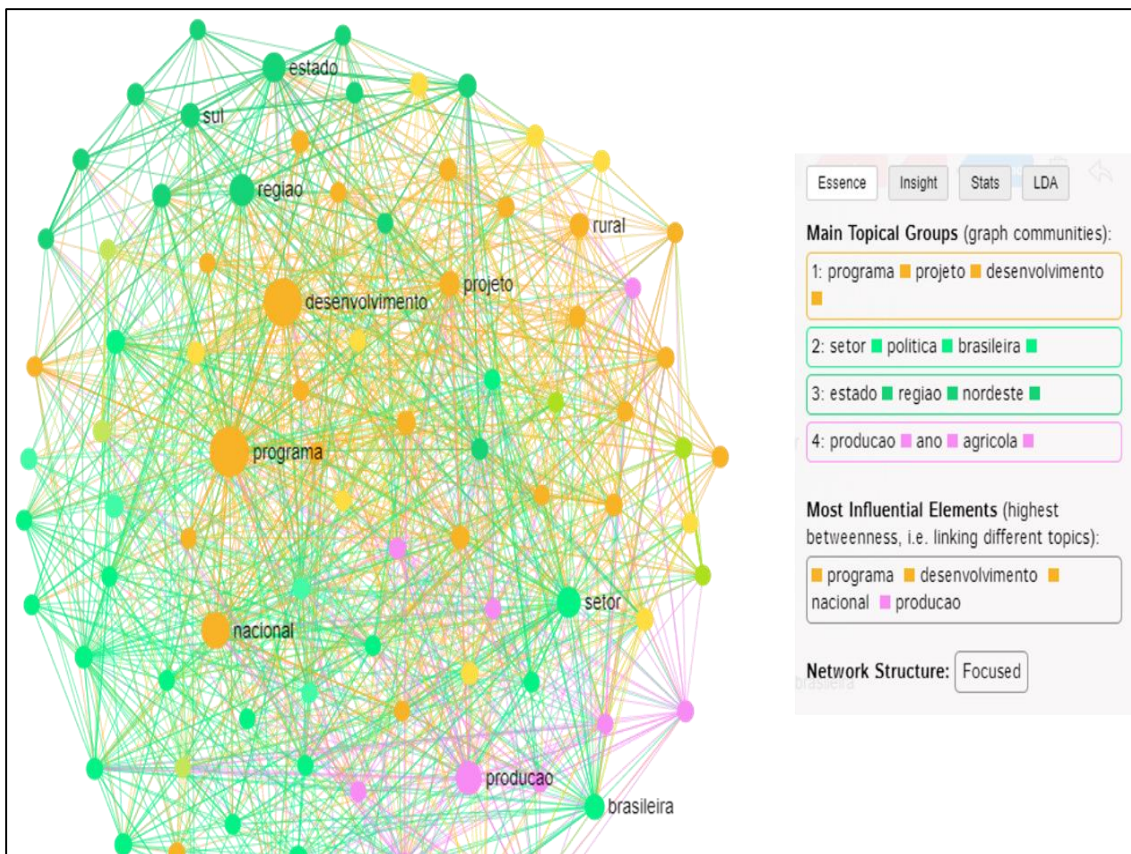 estado
sul
regiao
rural
projeto
desenvolvimento
programa
setor
nacional
producao
brasileira
Essence Insight Stats LDA
Main Topical Groups (graph communities):
1: programa projeto desenvolvimento
2: setor politica brasileira
3: estado regiao nordeste
4: producao ano agricola
Most Influential Elements (highest
betweenness, i.e. linking different topics):
programa desenvolvimento
nacional producao
Network Structure: Focused
brasileira